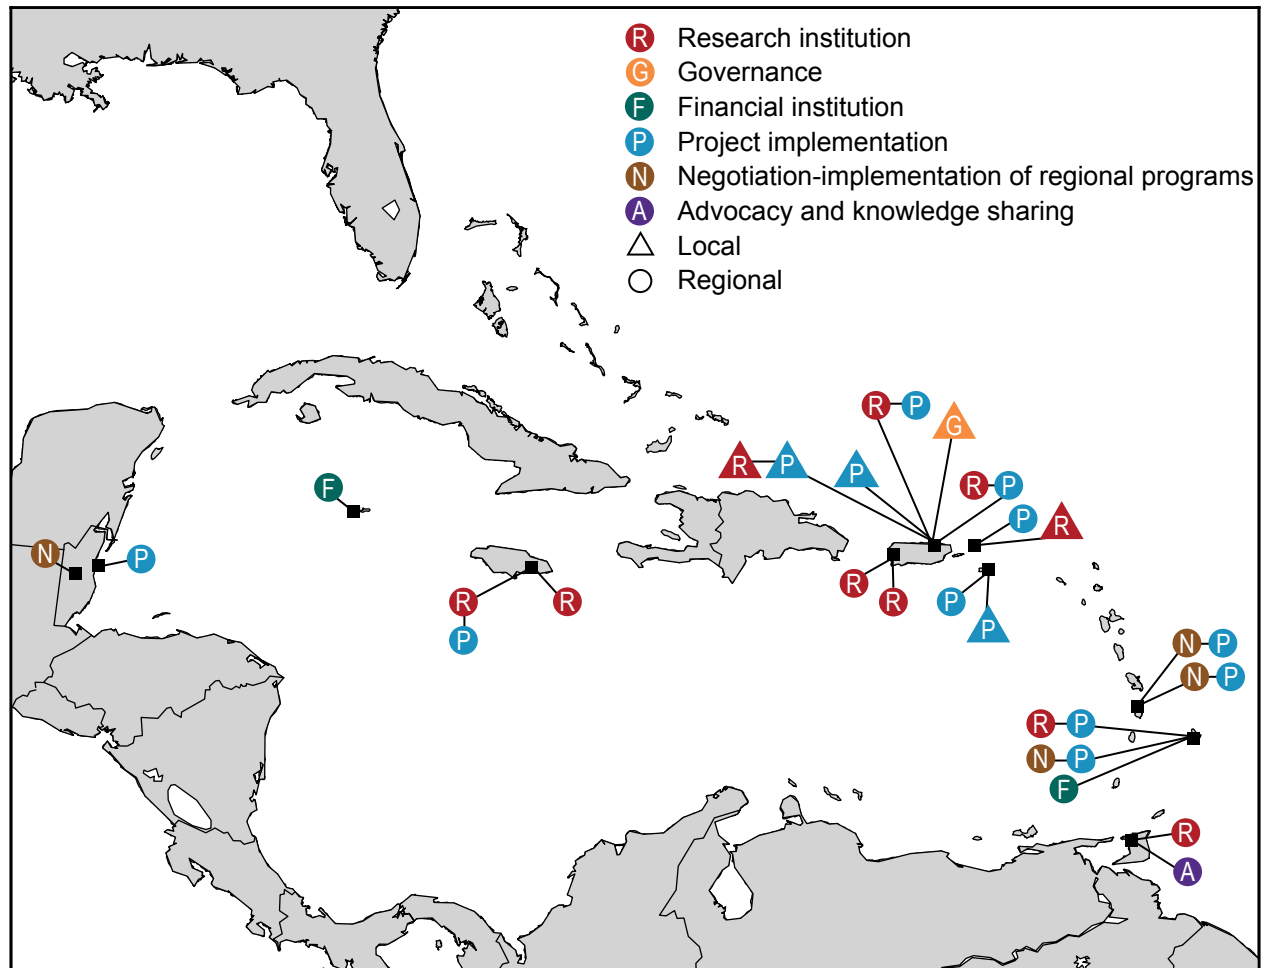 R Research institution
G Governance
F Financial institution
P Project implementation
N Negotiation-implementation of regional programs
A Advocacy and knowledge sharing
Local
Regional
R P
G
R P
P
F
R P
P
R
N
P
R
R
P
R
R
P
P
N P
N P
R P
N P
F
R
A